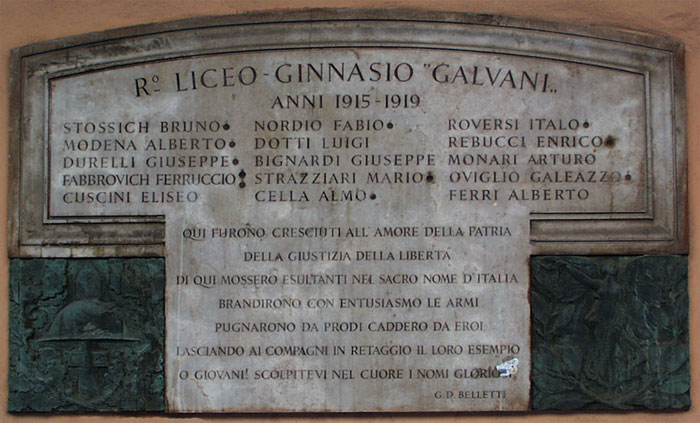 Rº LICEO-GINNASIO "GALVANI„
ANNI 1915-1919
STOSSICH BRUNO
MODENA ALBERTO
DURELLI GIUSEPPE
FABBROVICH FERRUCCIO
CUSCINI ELISEO
NORDIO FABIO
DOTTI LUIGI
BIGNARDI GIUSEPPE
STRAZZIARI MARIO
CELLA ALMO
ROVERSI ITALO
REBUCCI ENRICO
MONARI ARTURO
OVIGLIO GALEAZZO
FERRI ALBERTO
QUI FURONO CRESCIUTI ALL AMORE DELLA PATRIA
DELLA GIUSTIZIA DELLA LIBERTA
DI QUI MOSSERO ESULTANTI NEL SACRO NOME D'ITALIA
BRANDIRONO CON ENTUSIASMO LE ARMI
PUGNARONO DA PRODI CADDERO DA EROI
LASCIANDO AI COMPAGNI IN RETAGGIO IL LORO ESEMPIO
O GIOVANI! SCOLPITEVI NEL CUORE I NOMI GLORIOSI
G.D. BELLETTI